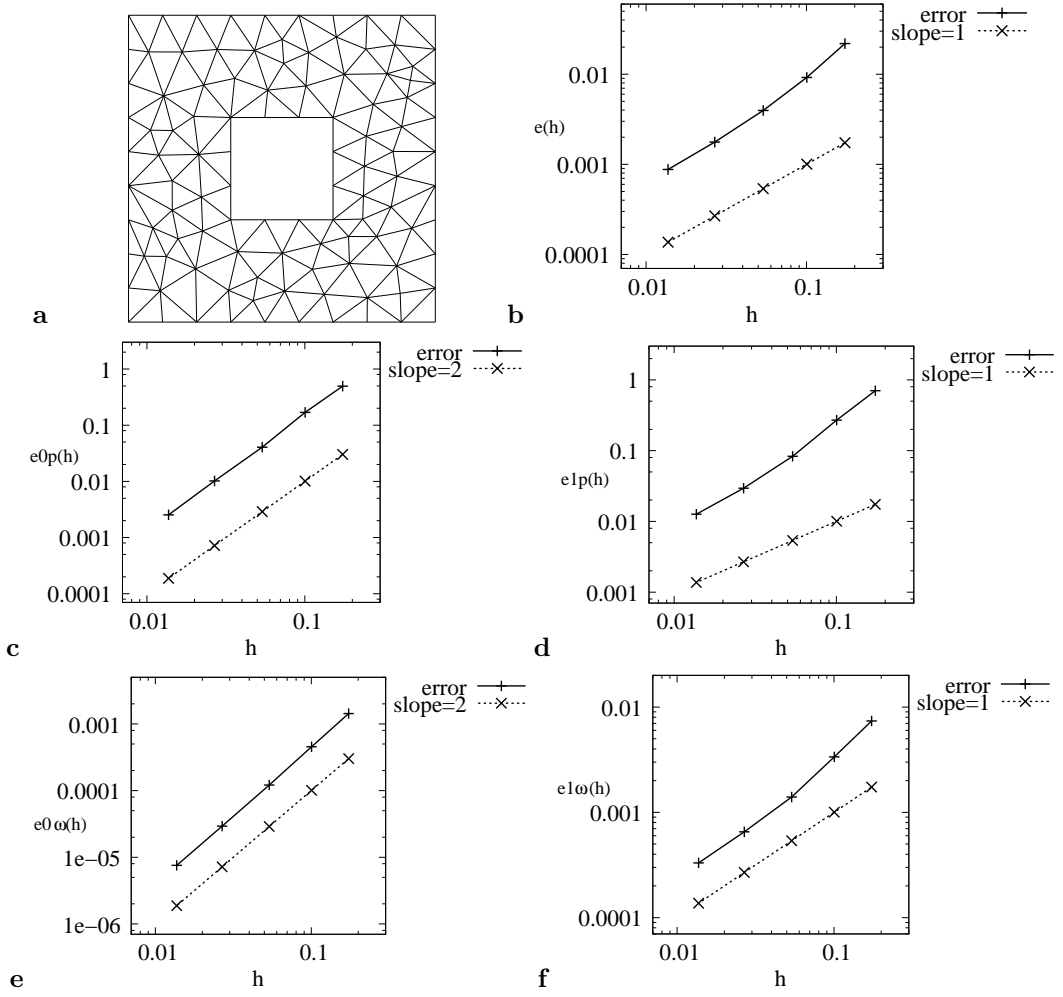 a
error
slope=1
0.01
0.001
0.0001
e(h)
0.01
0.1
h
b
error
slope=2
1
0.1
0.01
0.001
0.0001
e0p(h)
0.01
0.1
h
c
error
slope=1
1
0.1
0.01
0.001
e1p(h)
0.01
0.1
h
d
error
slope=2
0.001
0.0001
1e−05
1e−06
e0ω(h)
0.01
0.1
h
e
error
slope=1
0.01
0.001
0.0001
e1ω(h)
0.01
0.1
h
f